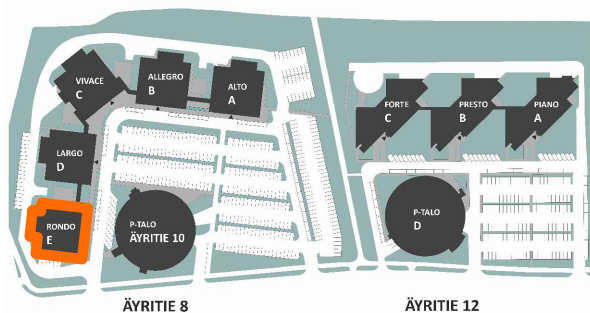 VIVACE
C
ALLEGRO
B
ALTO
A
LARGO
D
RONDO
E
P-TALO
ÄYRITIE 10
FORTE
C
PRESTO
B
PIANO
A
P-TALO
D
ÄYRITIE 8
ÄYRITIE 12